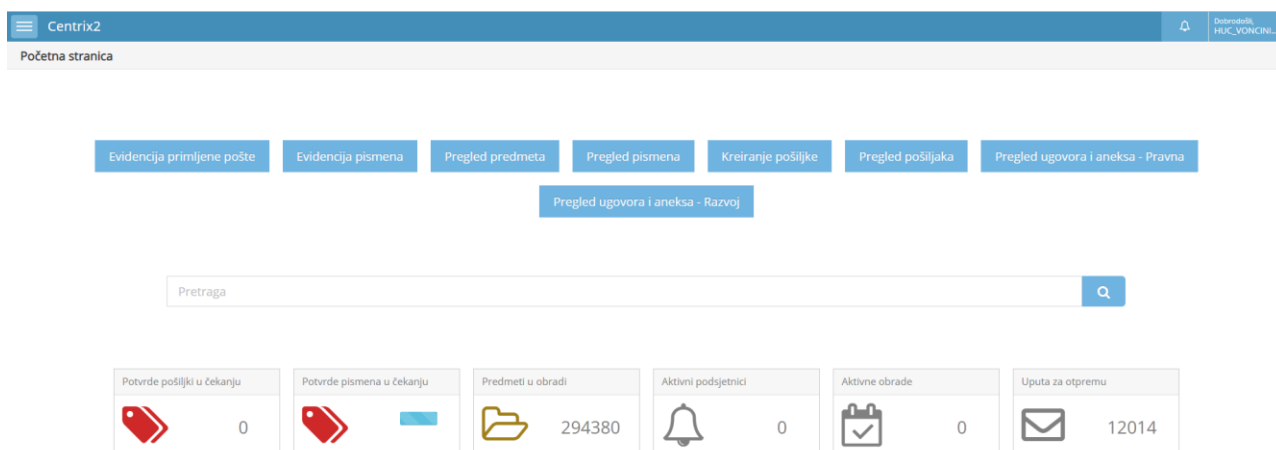 Centrix2
Dobrodošli,
HUC_VONCINI...
Početna stranica
Evidencija primljene pošte
Evidencija pismena
Pregled predmeta
Pregled pismena
Kreiranje pošiljke
Pregled pošiljaka
Pregled ugovora i aneksa - Pravna
Pregled ugovora i aneksa - Razvoj
Pretraga
Potvrde pošiljki u čekanju
0
Potvrde pismena u čekanju
Predmeti u obradi
294380
Aktivni podsjetnici
0
Aktivne obrade
0
Uputa za otpremu
12014